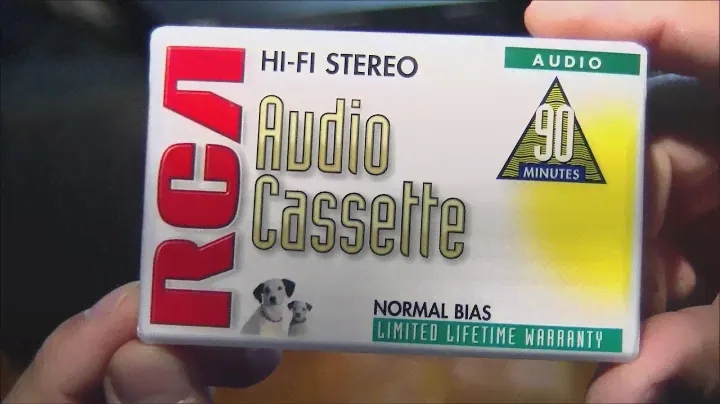 RCA
HI-FI STEREO
AUDIO
Audio
Cassette
90
MINUTES
NORMAL BIAS
LIMITED LIFETIME WARRANTY